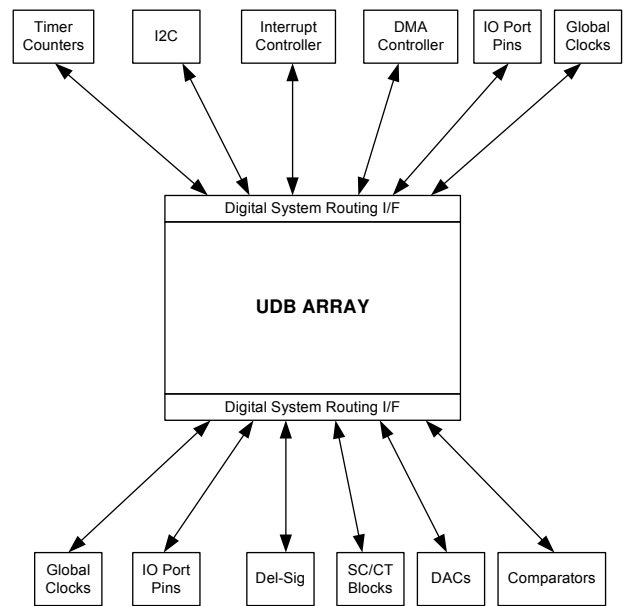 Timer
Counters
I2C
Interrupt
Controller
DMA
Controller
IO Port
Pins
Global
Clocks
Digital System Routing I/F
UDB ARRAY
Digital System Routing I/F
Global
Clocks
IO Port
Pins
Del-Sig
SC/CT
Blocks
DACs
Comparators